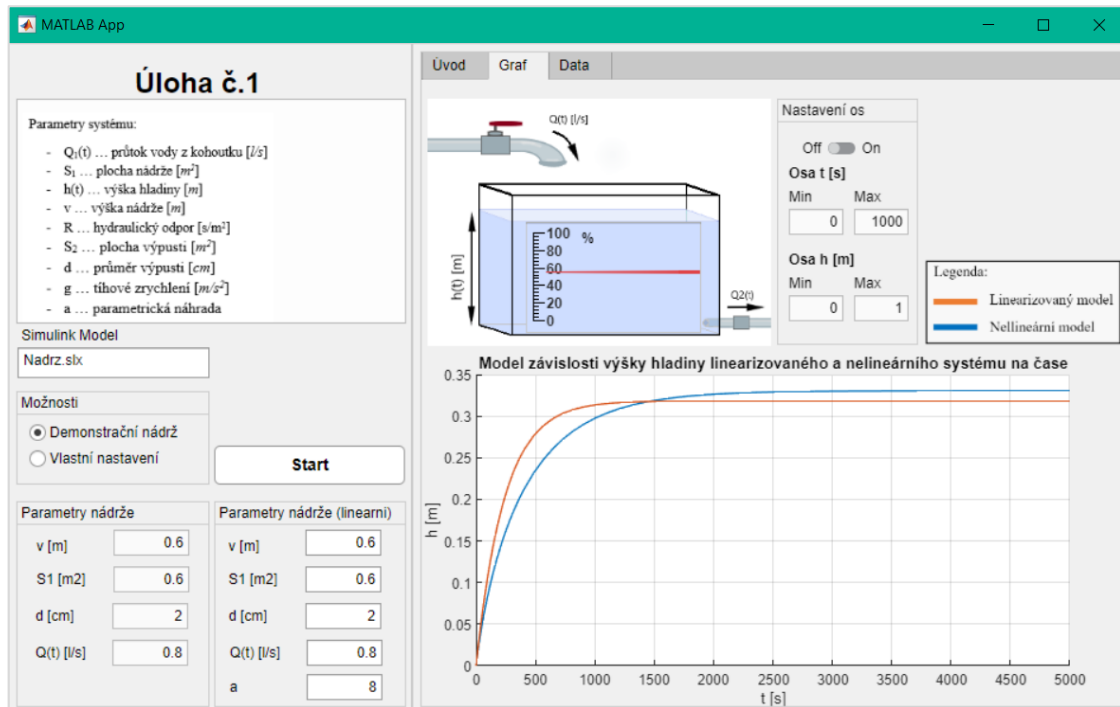 MATLAB App
Úloha č.1
Parametry systému:
- Q₁(t) … průtok vody z kohoutku [l/s]
- S₁ … plocha nádrže [m²]
- h(t) … výška hladiny [m]
- v … výška nádrže [m]
- R … hydraulický odpor [s/m²]
- S₂ … plocha výpusti [m²]
- d … průměr výpusti [cm]
- g … tíhové zrychlení [m/s²]
- a … parametrická náhrada
Simulink Model
Nadrz.slx
Možnosti
Demonstrační nádrž
Vlastní nastavení
Start
Parametry nádrže
v [m] 0.6
S1 [m2] 0.6
d [cm] 2
Q(t) [l/s] 0.8
Parametry nádrže (linearni)
v [m] 0.6
S1 [m2] 0.6
d [cm] 2
Q(t) [l/s] 0.8
a 8
Úvod Graf Data
Q(t) [l/s]
h(t) [m]
100 %
80
60
40
20
0
Q2(t)
Nastavení os
Off On
Osa t [s]
Min Max
0 1000
Osa h [m]
Min Max
0 1
Legenda:
Linearizovaný model
Nellineární model
Model závislosti výšky hladiny linearizovaného a nelineárního systému na čase
h [m]
0.35
0.3
0.25
0.2
0.15
0.1
0.05
0
0 500 1000 1500 2000 2500 3000 3500 4000 4500 5000
t [s]